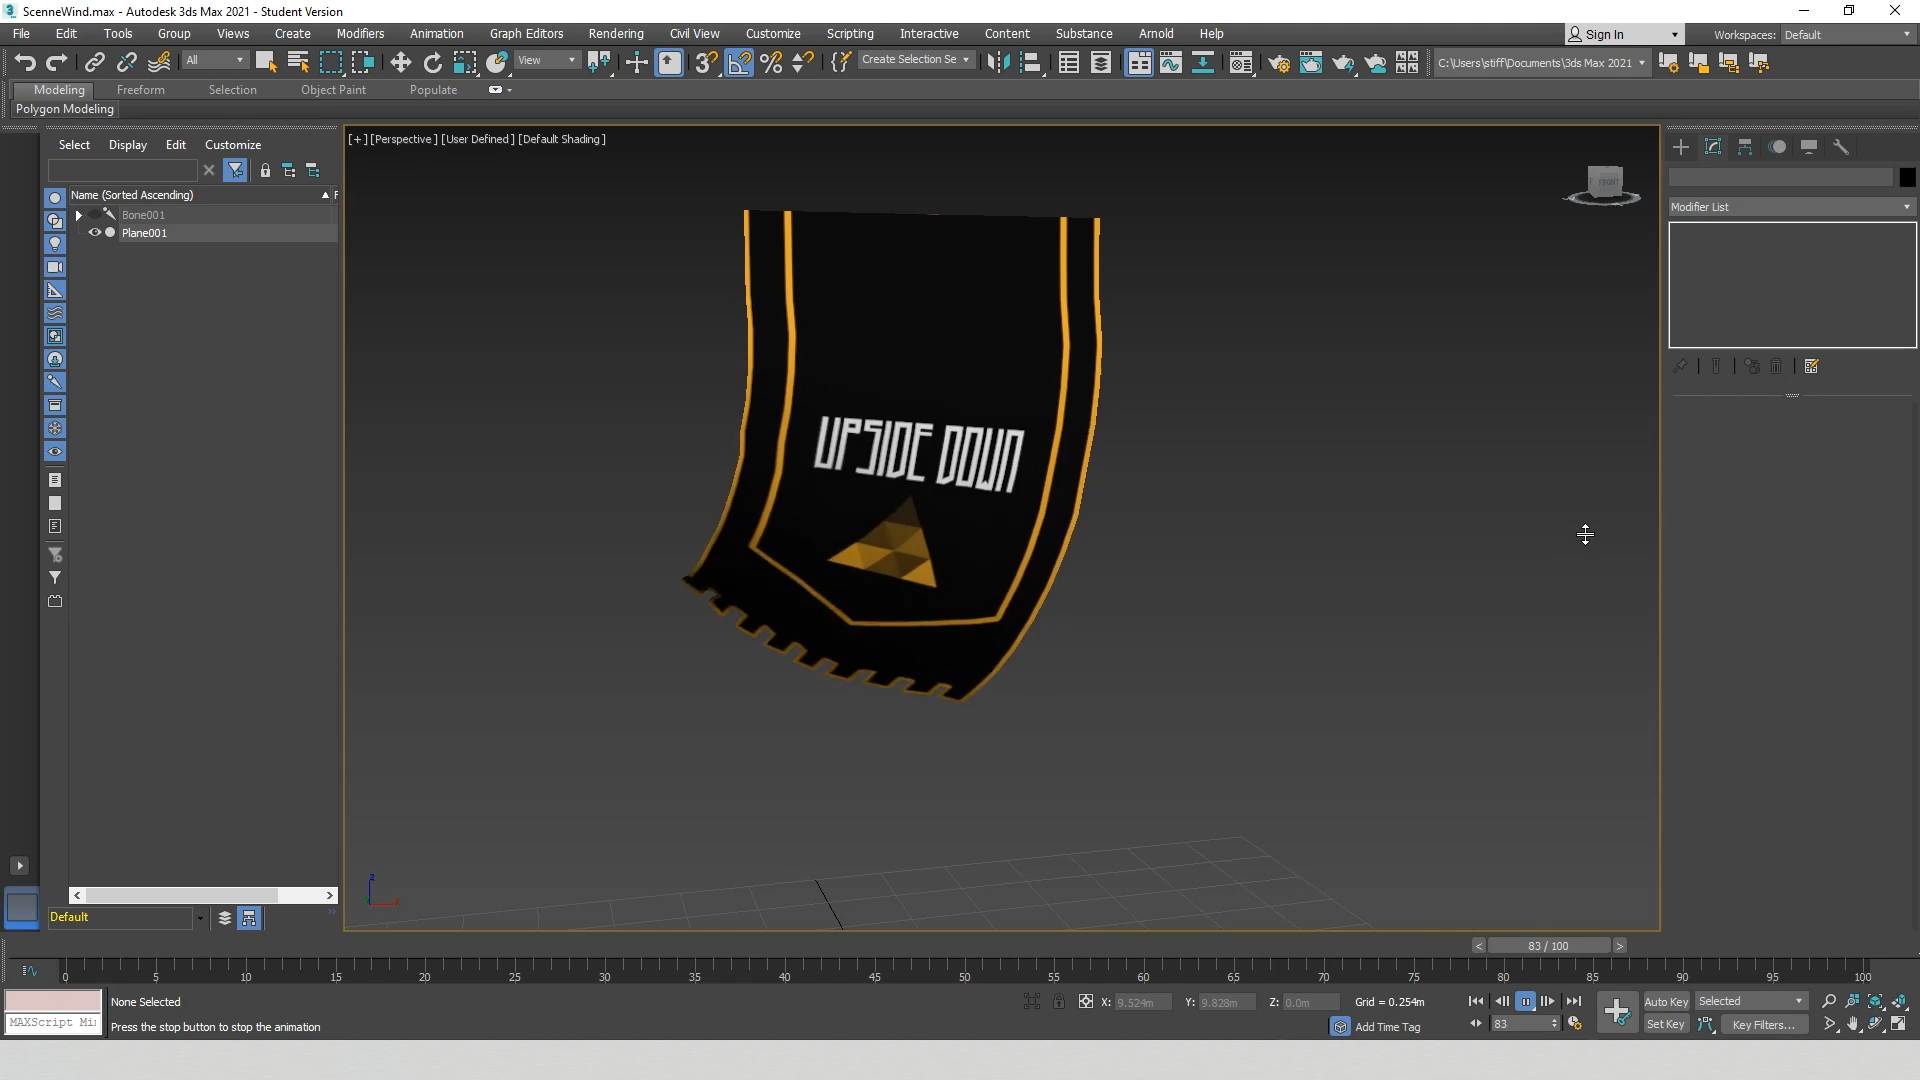 ScenneWind.max - Autodesk 3ds Max 2021 - Student Version
File Edit Tools Group Views Create Modifiers Animation Graph Editors Rendering Civil View Customize Scripting Interactive Content Substance Arnold Help
Sign In Workspaces: Default
All View Create Selection Se C:\Users\stiff\Documents\3ds Max 2021
Modeling Freeform Selection Object Paint Populate
Polygon Modeling
Select Display Edit Customize
[+] [Perspective] [User Defined] [Default Shading]
Name (Sorted Ascending)
Bone001
Plane001
FRONT
Modifier List
UPSIDE DOWN
z
x
Default
83 / 100
0 5 10 15 20 25 30 35 40 45 50 55 60 65 70 75 80 85 90 95 100
None Selected
X: 9.524m Y: 9.828m Z: 0.0m Grid = 0.254m
Auto Key Selected
MAXScript Mi
Press the stop button to stop the animation
Add Time Tag
83
Set Key Key Filters...